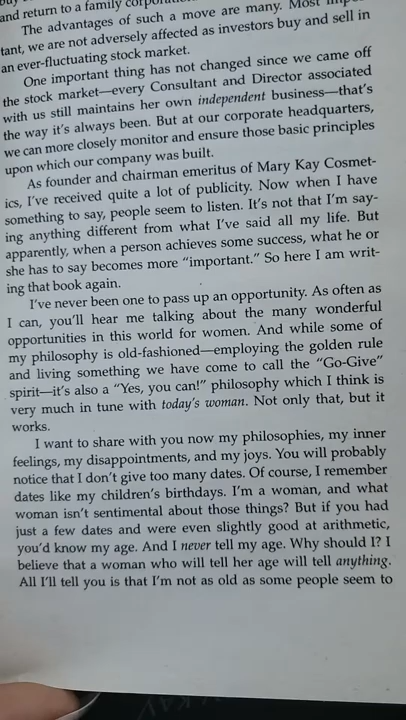 and return to a family
The advantages of such a move are many. Most
tant, we are not adversely affected as investors buy and sell in
an ever-fluctuating stock market.
One important thing has not changed since we came off
the stock market—every Consultant and Director associated
with us still maintains her own independent business—that's
the way it's always been. But at our corporate headquarters,
we can more closely monitor and ensure those basic principles
upon which our company was built.
As founder and chairman emeritus of Mary Kay Cosmet-
ics, I've received quite a lot of publicity. Now when I have
something to say, people seem to listen. It's not that I'm say-
ing anything different from what I've said all my life. But
apparently, when a person achieves some success, what he or
she has to say becomes more "important." So here I am writ-
ing that book again.
I've never been one to pass up an opportunity. As often as
I can, you'll hear me talking about the many wonderful
opportunities in this world for women. And while some of
my philosophy is old-fashioned—employing the golden rule
and living something we have come to call the "Go-Give"
spirit—it's also a "Yes, you can!" philosophy which I think is
very much in tune with today's woman. Not only that, but it
works.
I want to share with you now my philosophies, my inner
feelings, my disappointments, and my joys. You will probably
notice that I don't give too many dates. Of course, I remember
dates like my children's birthdays. I'm a woman, and what
woman isn't sentimental about those things? But if you had
just a few dates and were even slightly good at arithmetic,
you'd know my age. And I never tell my age. Why should I? I
believe that a woman who will tell her age will tell anything.
All I'll tell you is that I'm not as old as some people seem to